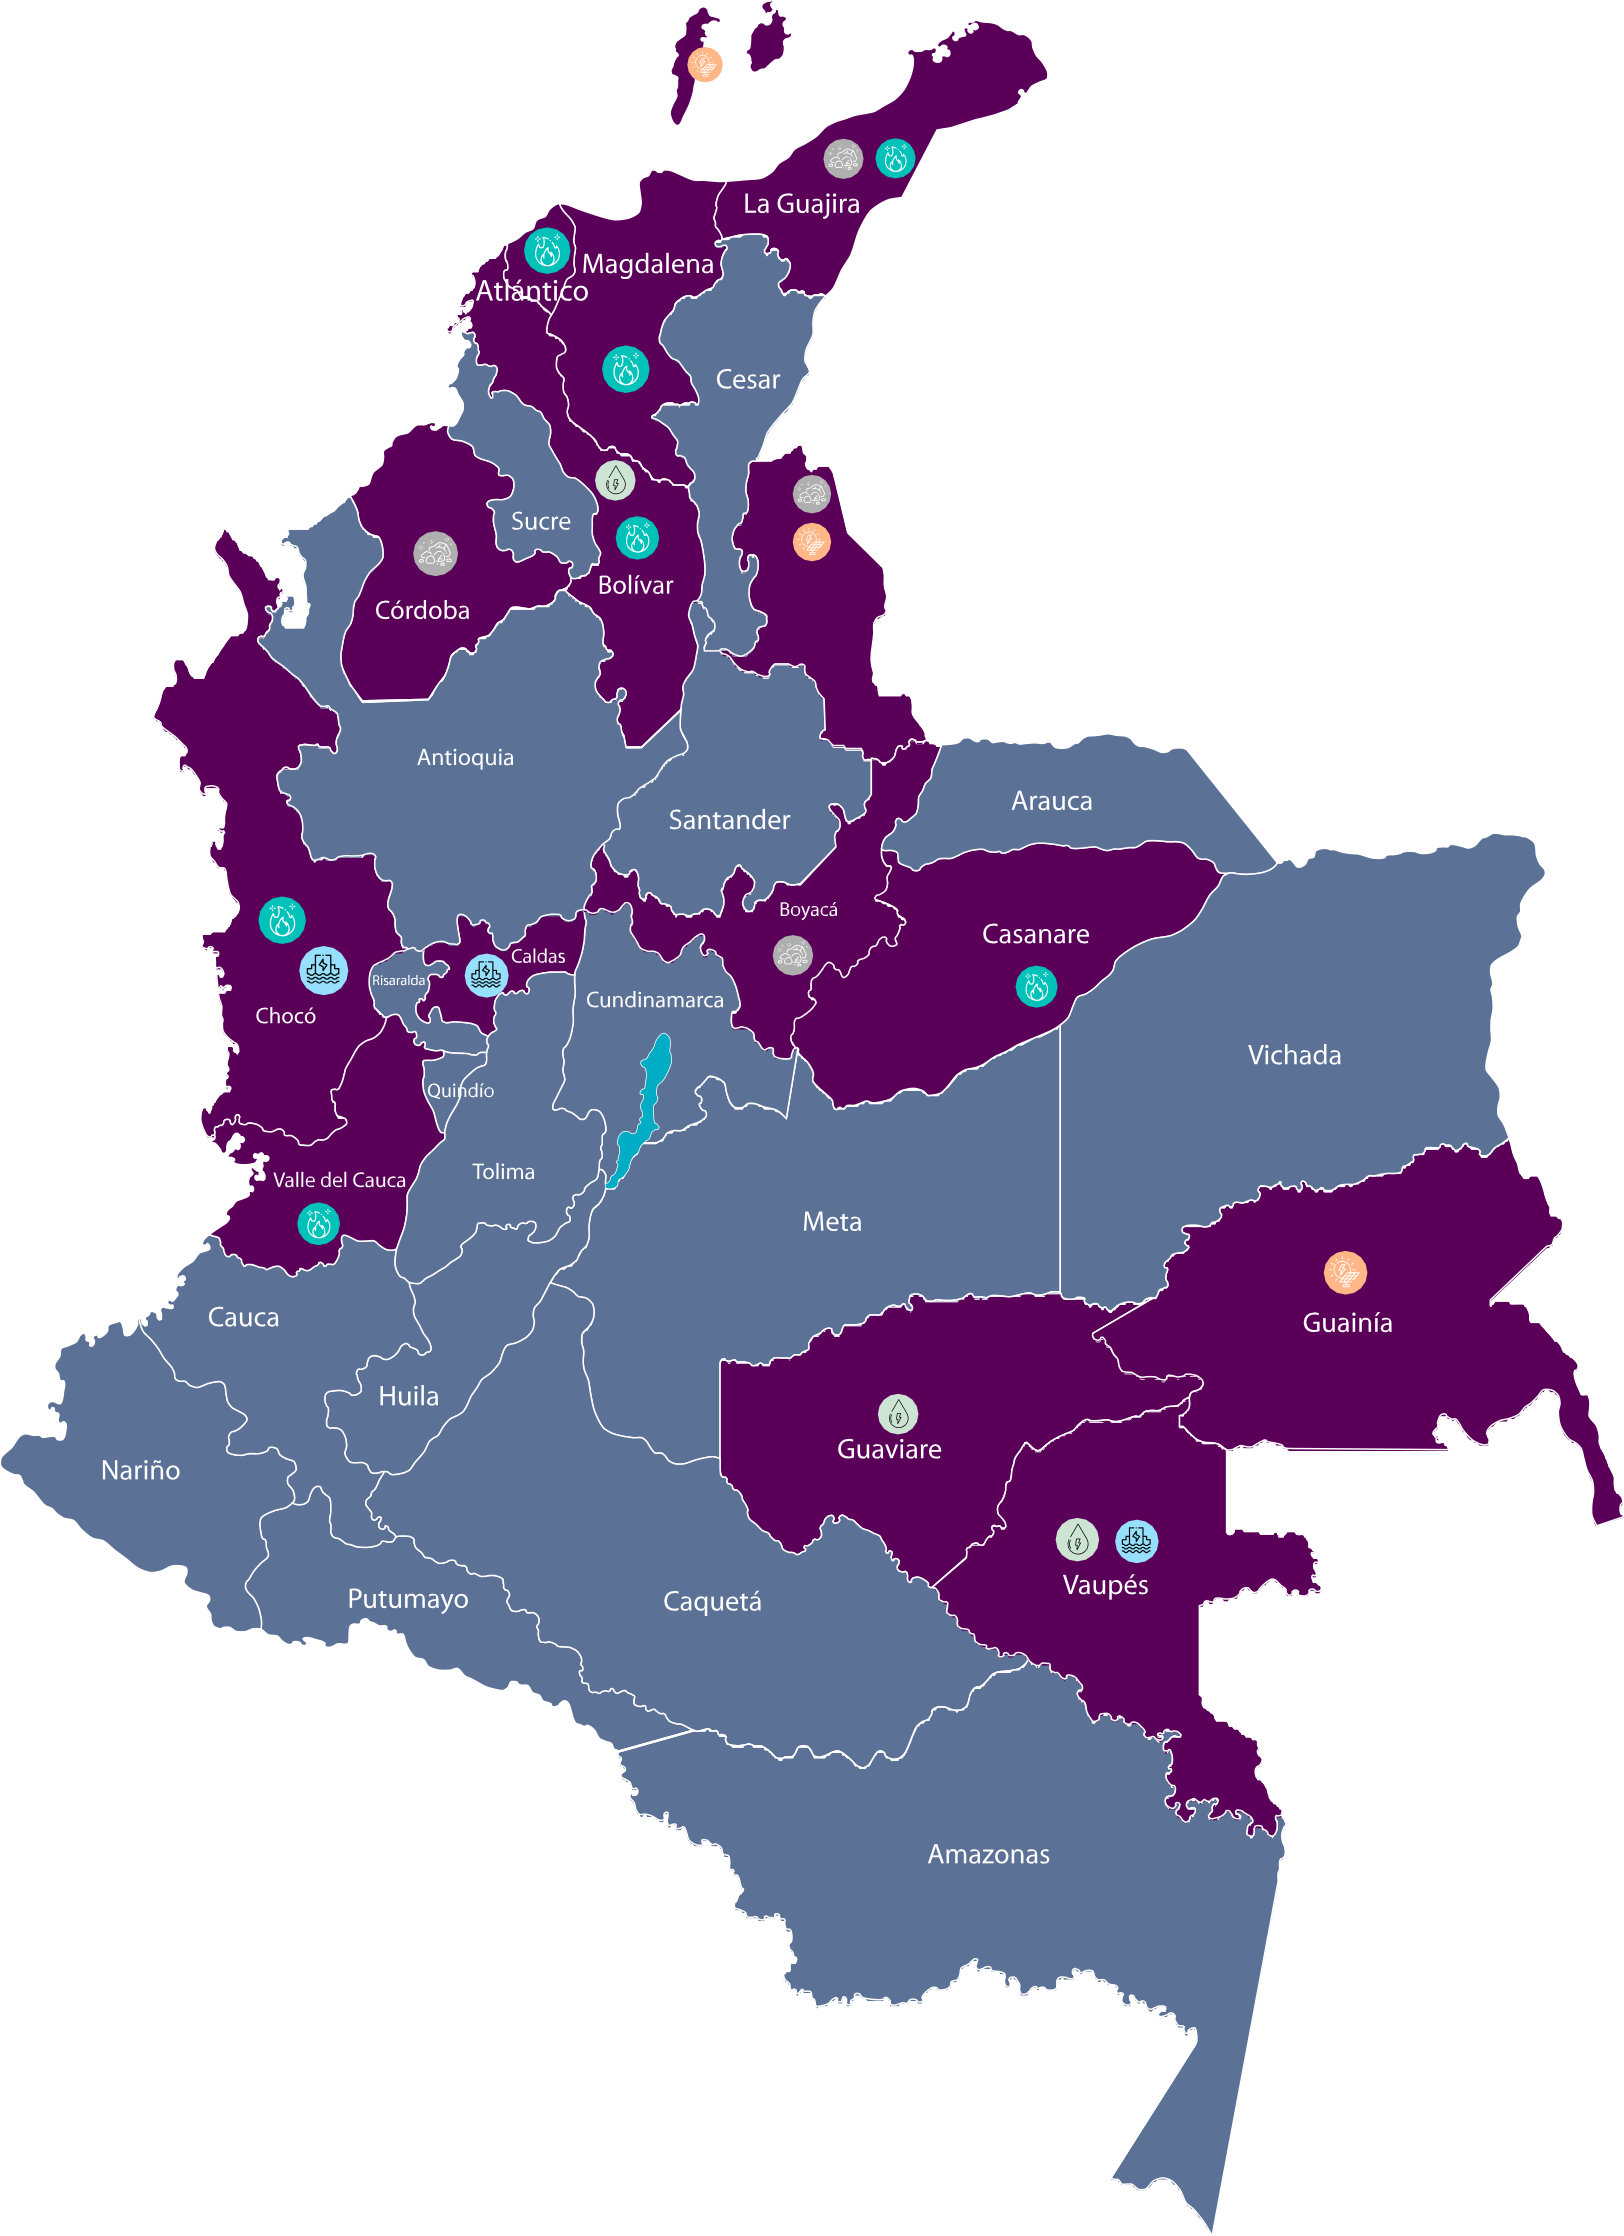 La Guajira
Magdalena
Atlántico
Cesar
Sucre
Bolívar
Córdoba
Antioquia
Arauca
Santander
Boyacá
Casanare
Caldas
Risaralda
Cundinamarca
Chocó
Vichada
Quindío
Tolima
Valle del Cauca
Meta
Cauca
Guainía
Huila
Guaviare
Nariño
Vaupés
Putumayo
Caquetá
Amazonas